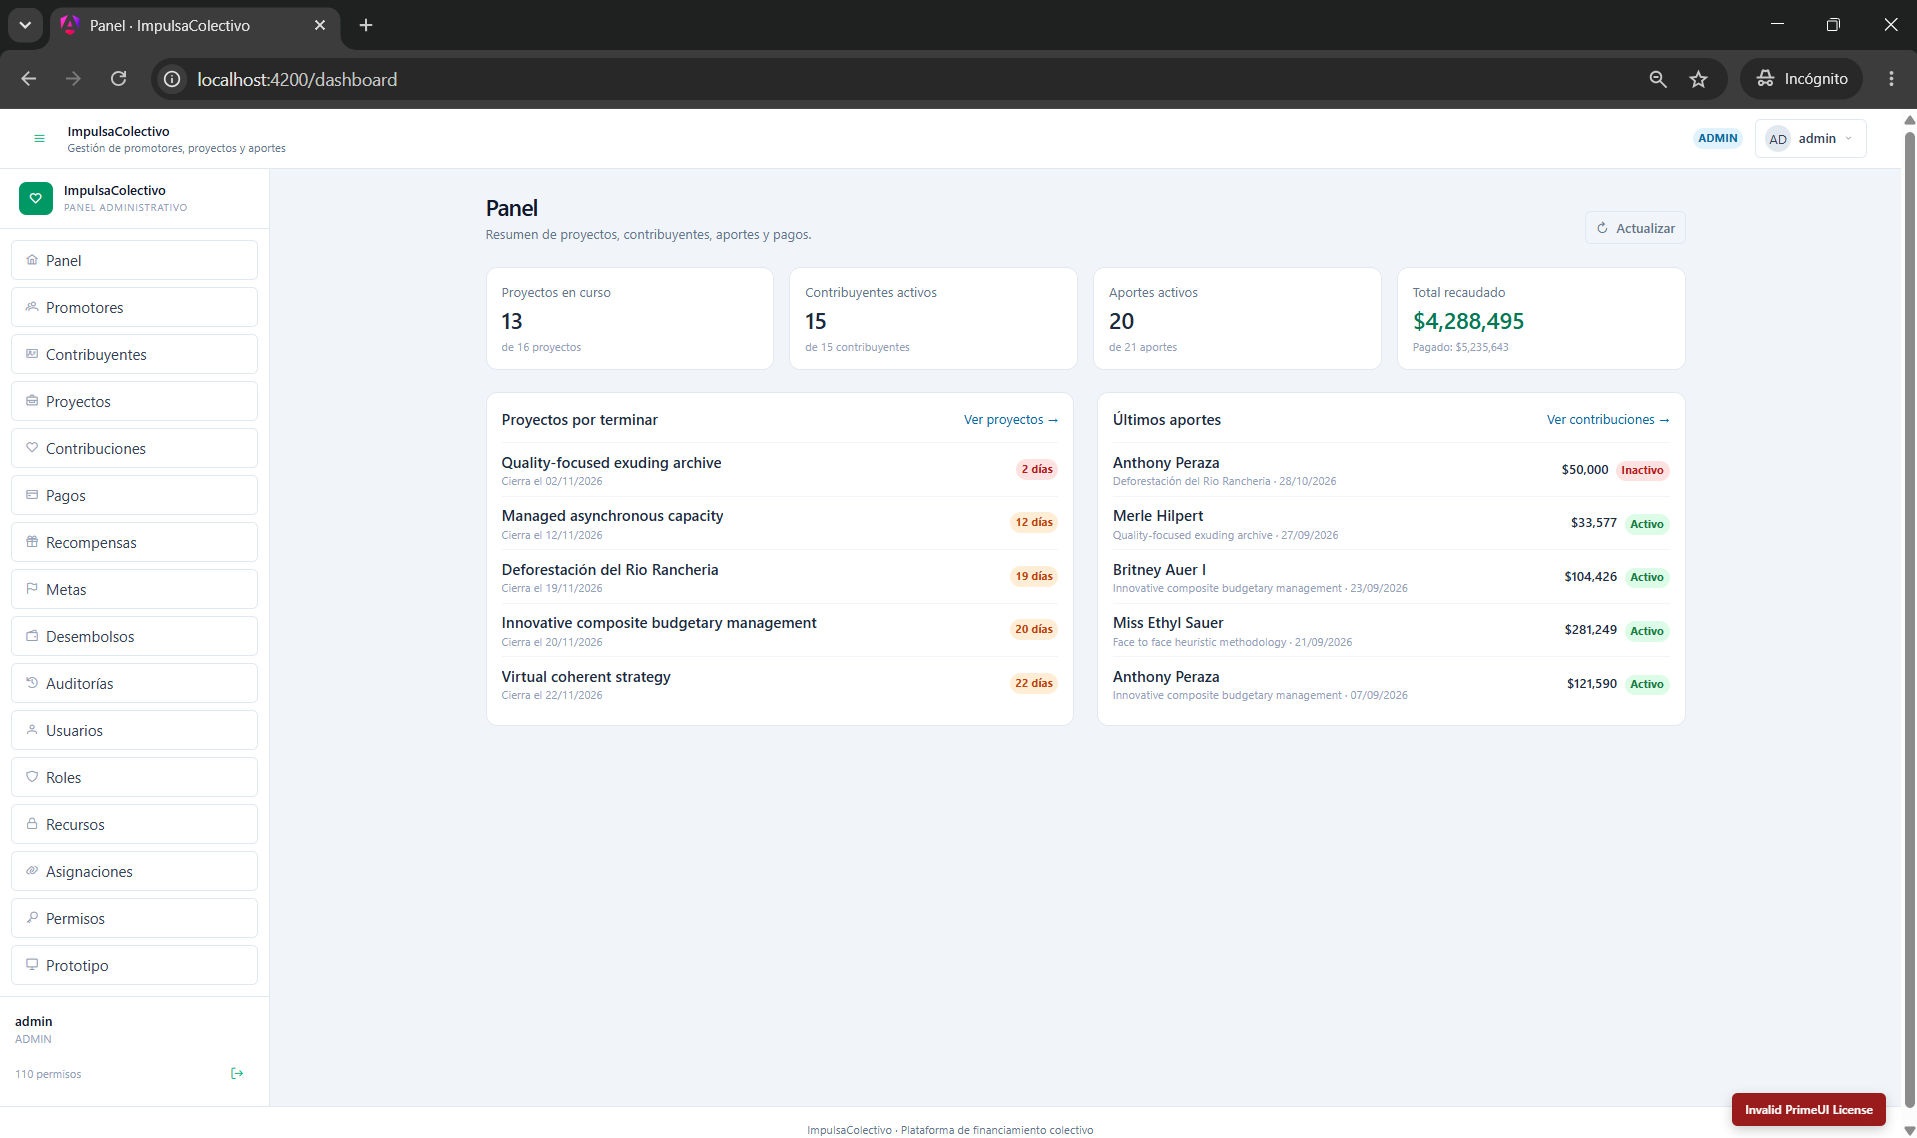 Panel · ImpulsaColectivo
localhost:4200/dashboard
Incógnito
ImpulsaColectivo
Gestión de promotores, proyectos y aportes
ADMIN
AD admin
ImpulsaColectivo
PANEL ADMINISTRATIVO
Panel
Promotores
Contribuyentes
Proyectos
Contribuciones
Pagos
Recompensas
Metas
Desembolsos
Auditorías
Usuarios
Roles
Recursos
Asignaciones
Permisos
Prototipo
admin
ADMIN
110 permisos
Panel
Resumen de proyectos, contribuyentes, aportes y pagos.
Actualizar
Proyectos en curso
13
de 16 proyectos
Contribuyentes activos
15
de 15 contribuyentes
Aportes activos
20
de 21 aportes
Total recaudado
$4,288,495
Pagado: $5,235,643
Proyectos por terminar
Ver proyectos →
Quality-focused exuding archive
Cierra el 02/11/2026
2 días
Managed asynchronous capacity
Cierra el 12/11/2026
12 días
Deforestación del Rio Rancheria
Cierra el 19/11/2026
19 días
Innovative composite budgetary management
Cierra el 20/11/2026
20 días
Virtual coherent strategy
Cierra el 22/11/2026
22 días
Últimos aportes
Ver contribuciones →
Anthony Peraza
Deforestación del Rio Rancheria · 28/10/2026
$50,000 Inactivo
Merle Hilpert
Quality-focused exuding archive · 27/09/2026
$33,577 Activo
Britney Auer I
Innovative composite budgetary management · 23/09/2026
$104,426 Activo
Miss Ethyl Sauer
Face to face heuristic methodology · 21/09/2026
$281,249 Activo
Anthony Peraza
Innovative composite budgetary management · 07/09/2026
$121,590 Activo
Invalid PrimeUI License
ImpulsaColectivo · Plataforma de financiamiento colectivo